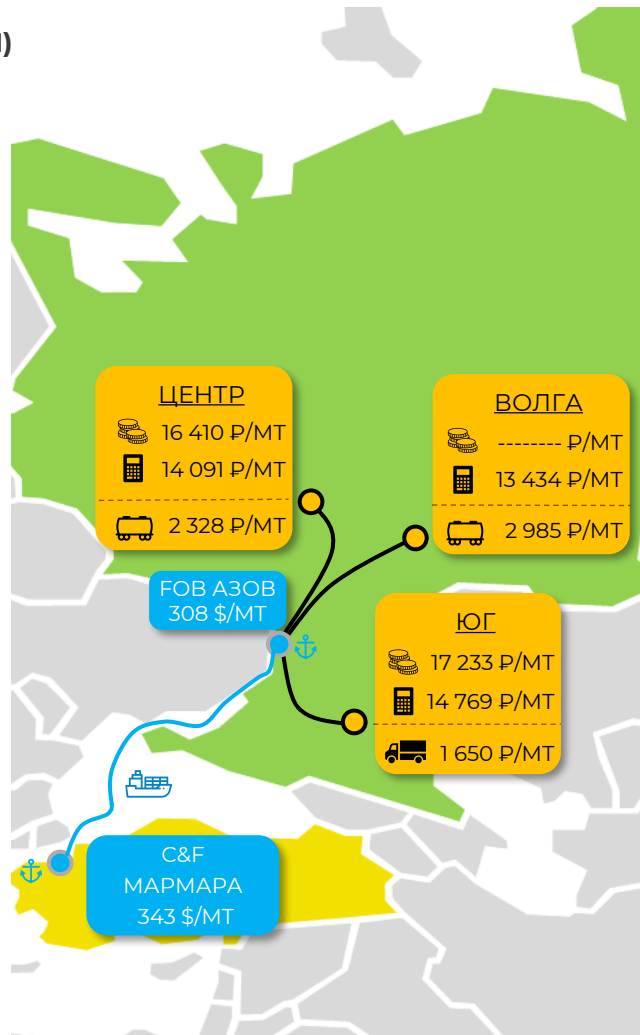 )
ЦЕНТР
16 410 ₽/МТ
14 091 ₽/МТ
2 328 ₽/МТ
ВОЛГА
-------- ₽/МТ
13 434 ₽/МТ
2 985 ₽/МТ
FOB АЗОВ
308 $/МТ
ЮГ
17 233 ₽/МТ
14 769 ₽/МТ
1 650 ₽/МТ
C&F
МАРМАРА
343 $/МТ